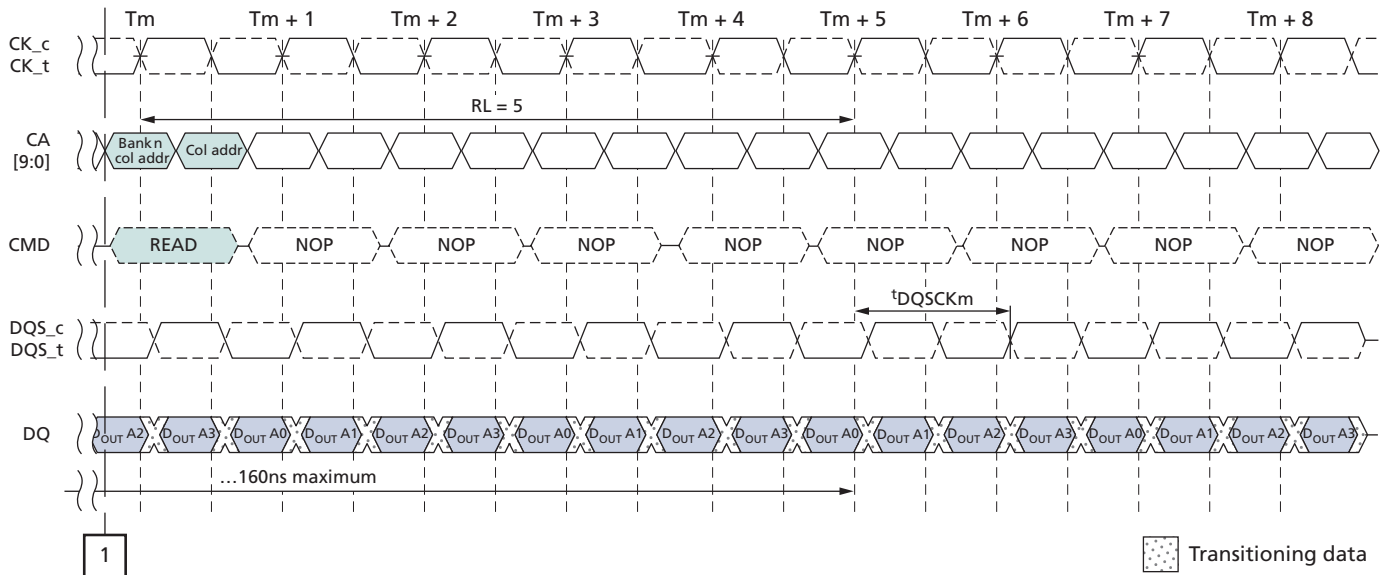 Tm Tm + 1 Tm + 2 Tm + 3 Tm + 4 Tm + 5 Tm + 6 Tm + 7 Tm + 8
CK_c
CK_t
RL = 5
CA
[9:0]
Bank n
col addr
Col addr
CMD READ NOP NOP NOP NOP NOP NOP NOP NOP
tDQSCKm
DQS_c
DQS_t
DQ DOUT A2 DOUT A3 DOUT A0 DOUT A1 DOUT A2 DOUT A3 DOUT A0 DOUT A1 DOUT A2 DOUT A3 DOUT A0 DOUT A1 DOUT A2 DOUT A3 DOUT A0 DOUT A1 DOUT A2 DOUT A3
...160ns maximum
1
Transitioning data